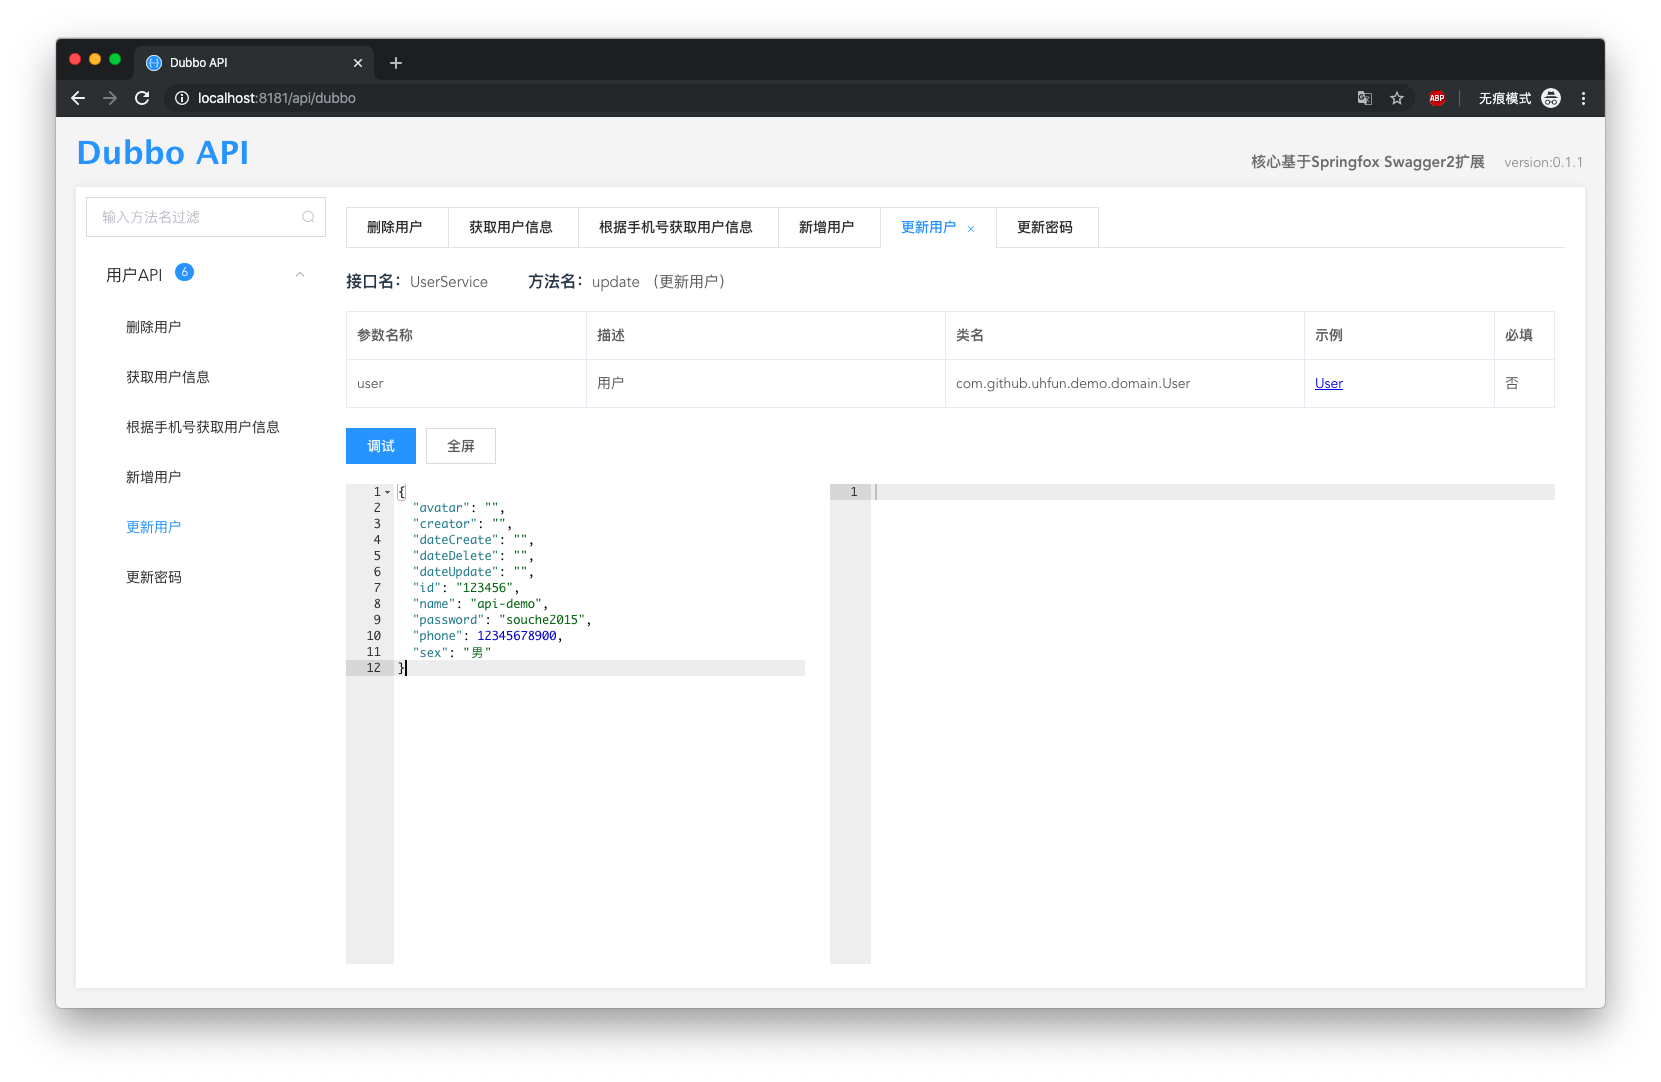 Dubbo API
localhost:8181/api/dubbo
ABP
无痕模式
Dubbo API
核心基于Springfox Swagger2扩展 version:0.1.1
输入方法名过滤
用户API 6
删除用户
获取用户信息
根据手机号获取用户信息
新增用户
更新用户
更新密码
删除用户 获取用户信息 根据手机号获取用户信息 新增用户 更新用户 更新密码
接口名： UserService 方法名： update （更新用户）
参数名称 描述 类名 示例 必填
user 用户 com.github.uhfun.demo.domain.User User 否
调试 全屏
1 {
2 "avatar": "",
3 "creator": "",
4 "dateCreate": "",
5 "dateDelete": "",
6 "dateUpdate": "",
7 "id": "123456",
8 "name": "api-demo",
9 "password": "souche2015",
10 "phone": 12345678900,
11 "sex": "男"
12 }
1